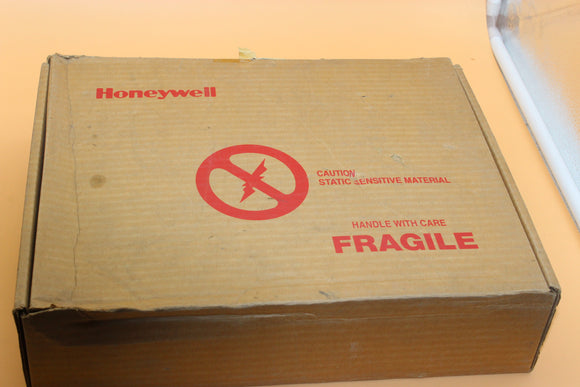 Honeywell
CAUTION
STATIC SENSITIVE MATERIAL
HANDLE WITH CARE
FRAGILE